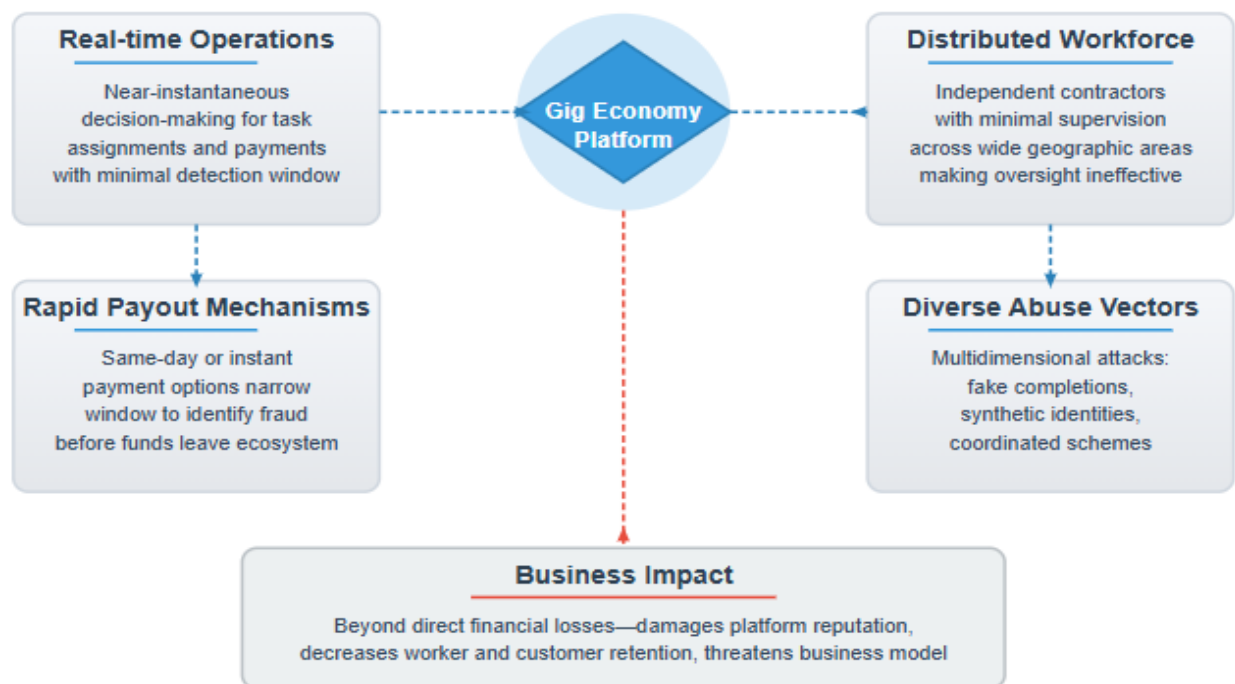 Real-time Operations
Near-instantaneous
decision-making for task
assignments and payments
with minimal detection window
Gig Economy
Platform
Distributed Workforce
Independent contractors
with minimal supervision
across wide geographic areas
making oversight ineffective
Rapid Payout Mechanisms
Same-day or instant
payment options narrow
window to identify fraud
before funds leave ecosystem
Diverse Abuse Vectors
Multidimensional attacks:
fake completions,
synthetic identities,
coordinated schemes
Business Impact
Beyond direct financial losses—damages platform reputation,
decreases worker and customer retention, threatens business model